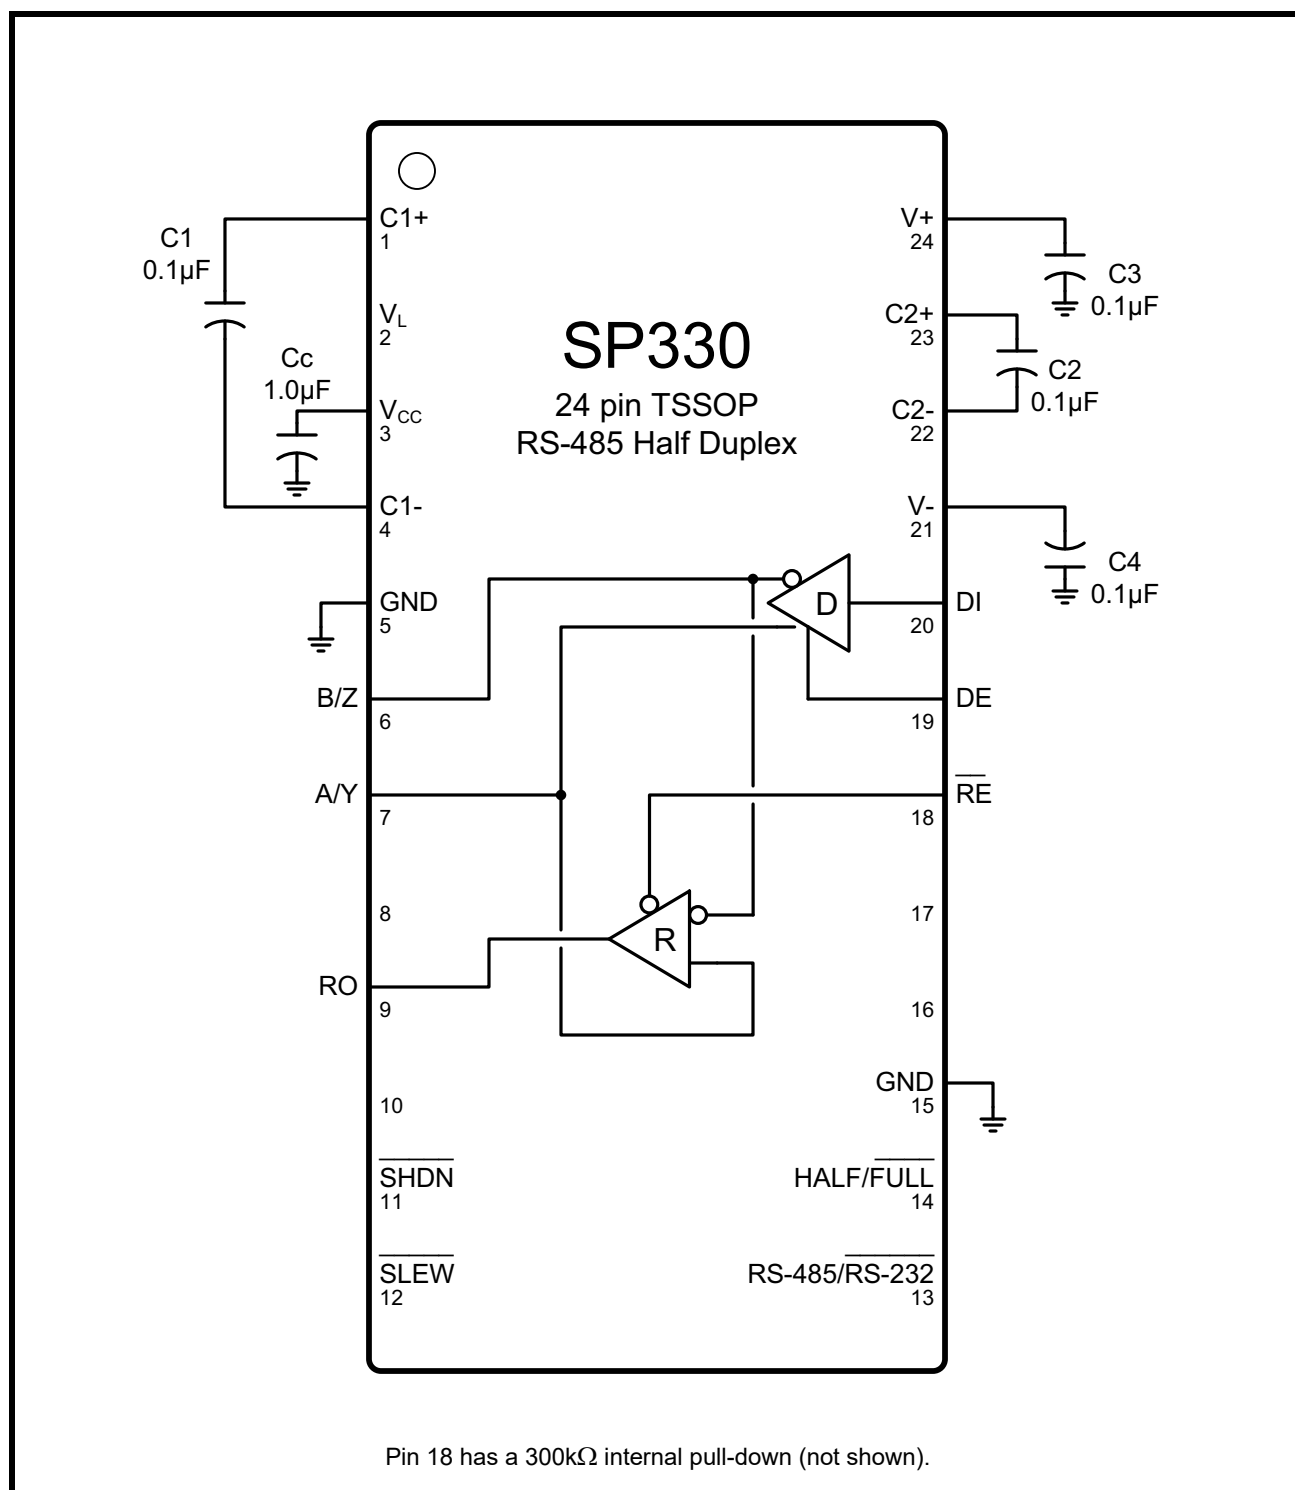 C1+
1
V+
24
C1
0.1µF
C3
0.1µF
VL
2
C2+
23
SP330
24 pin TSSOP
RS-485 Half Duplex
Cc
1.0µF
C2
0.1µF
VCC
3
C2-
22
C1-
4
V-
21
C4
0.1µF
GND
5
D
DI
20
B/Z
6
DE
19
A/Y
7
RE
18
8
17
R
RO
9
16
10
GND
15
SHDN
11
HALF/FULL
14
SLEW
12
RS-485/RS-232
13
Pin 18 has a 300kΩ internal pull-down (not shown).